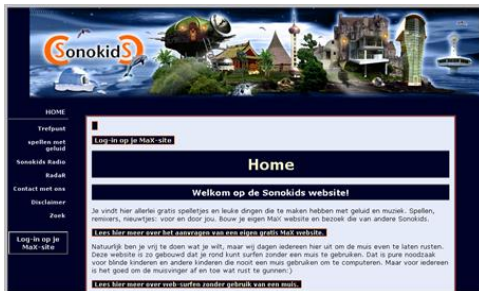 SonokidS
HOME
Trefpunt
spellen met
geluid
Sonokids Radio
RadaR
Contact met ons
Disclaimer
Zoek
Log-in op je
MaX-site
Log-in op je MaX-site
Home
Welkom op de Sonokids website!
Je vindt hier allerlei gratis spelletjes en leuke dingen die te maken hebben met geluid en muziek. Spellen,
remixers, nieuwtjes: voor en door jou. Bouw je eigen MaX website en bezoek die van andere Sonokids.
Lees hier meer over het aanvragen van een eigen gratis MaX website.
Natuurlijk ben je vrij te doen wat je wilt, maar wij dagen iedereen hier uit om de muis even te laten rusten.
Deze website is zo gebouwd dat je rond kunt surfen zonder een muis te gebruiken. Dat is pure noodzaak
voor blinde kinderen en andere kinderen die nooit een muis gebruiken om te computeren. Maar voor iedereen
is het goed om de muisvinger af en toe wat rust te gunnen:)
Lees hier meer over web-surfen zonder gebruik van een muis.